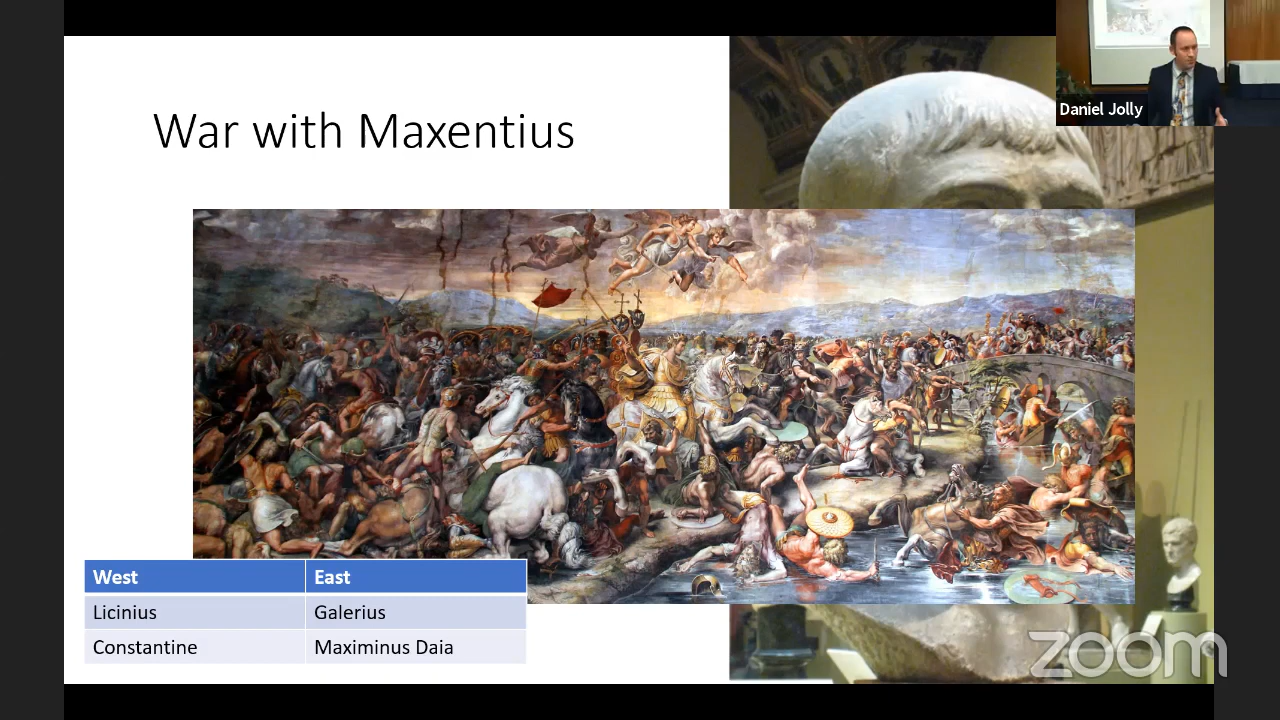 War with Maxentius
Daniel Jolly
West East
Licinius Galerius
Constantine Maximinus Daia
zoom